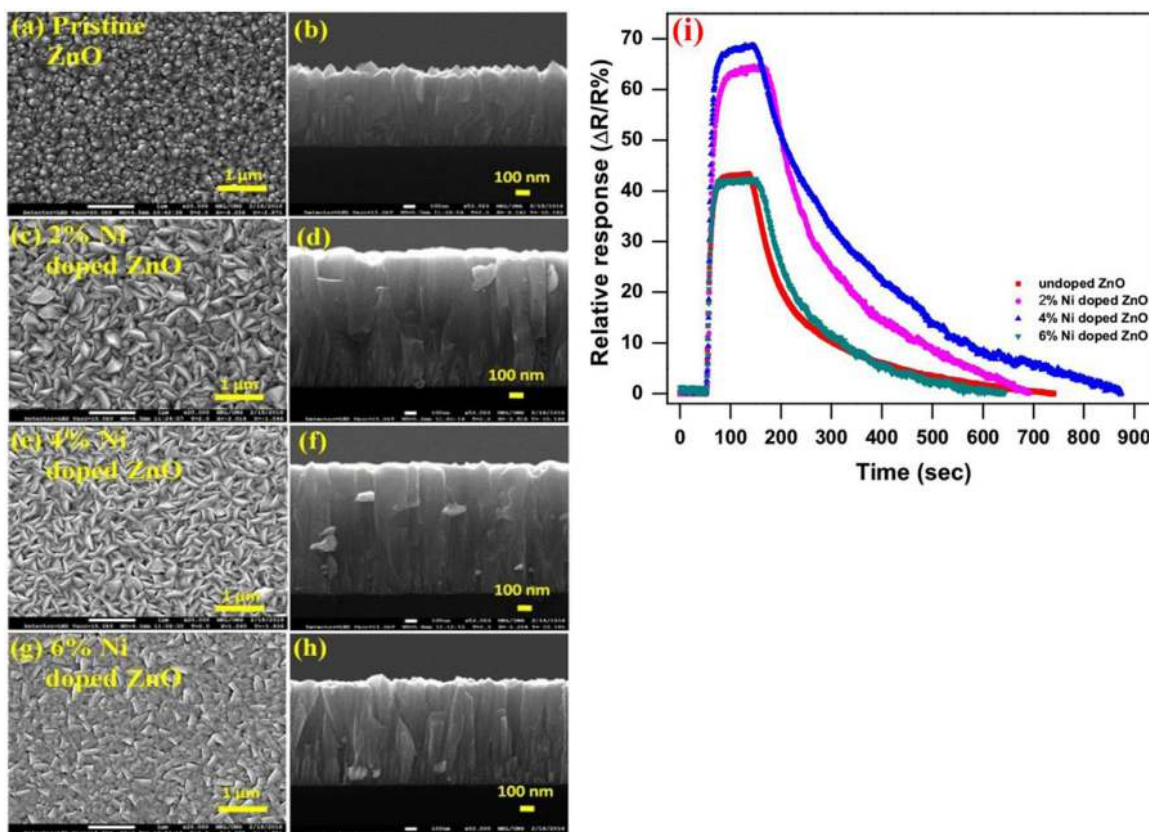 (a) Pristine
ZnO
1 µm
(b)
100 nm
(c) 2% Ni
doped ZnO
1 µm
(d)
100 nm
(e) 4% Ni
doped ZnO
1 µm
(f)
100 nm
(g) 6% Ni
doped ZnO
1 µm
(h)
100 nm
(i)
Relative response (ΔR/R%)
70
60
50
40
30
20
10
0
undoped ZnO
2% Ni doped ZnO
4% Ni doped ZnO
6% Ni doped ZnO
0 100 200 300 400 500 600 700 800 900
Time (sec)